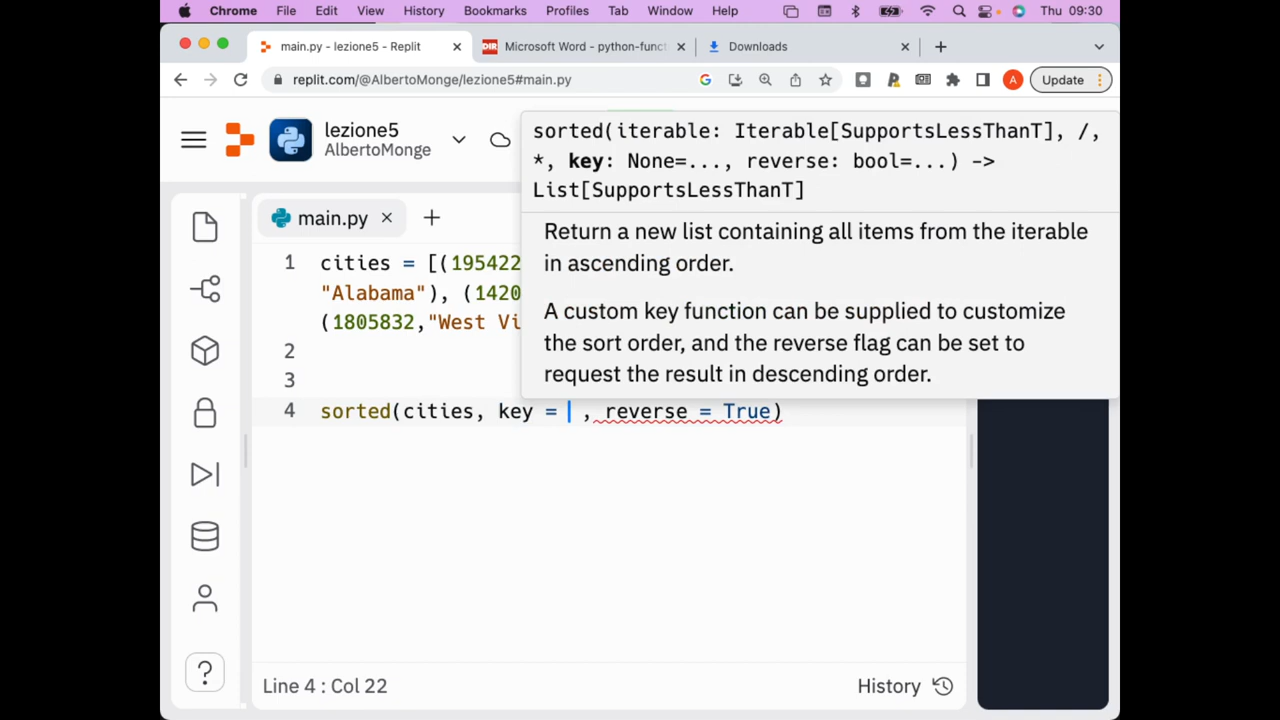 Chrome File Edit View History Bookmarks Profiles Tab Window Help Thu 09:30
main.py - lezione5 - Replit Microsoft Word - python-funct Downloads
replit.com/@AlbertoMonge/lezione5#main.py A Update
lezione5
AlbertoMonge
sorted(iterable: Iterable[SupportsLessThanT], /,
*, key: None=..., reverse: bool=...) ->
List[SupportsLessThanT]
main.py
Return a new list containing all items from the iterable
in ascending order.
A custom key function can be supplied to customize
the sort order, and the reverse flag can be set to
request the result in descending order.
1 cities = [(195422
"Alabama"), (1420
(1805832,"West Vi
2
3
4 sorted(cities, key = , reverse = True)
?
Line 4 : Col 22 History